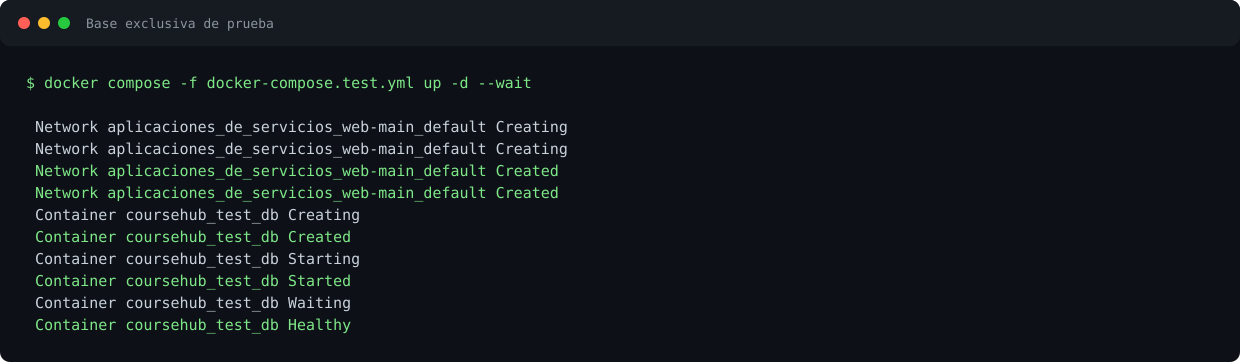 Base exclusiva de prueba
$ docker compose -f docker-compose.test.yml up -d --wait
Network aplicaciones_de_servicios_web-main_default Creating
Network aplicaciones_de_servicios_web-main_default Creating
Network aplicaciones_de_servicios_web-main_default Created
Network aplicaciones_de_servicios_web-main_default Created
Container coursehub_test_db Creating
Container coursehub_test_db Created
Container coursehub_test_db Starting
Container coursehub_test_db Started
Container coursehub_test_db Waiting
Container coursehub_test_db Healthy